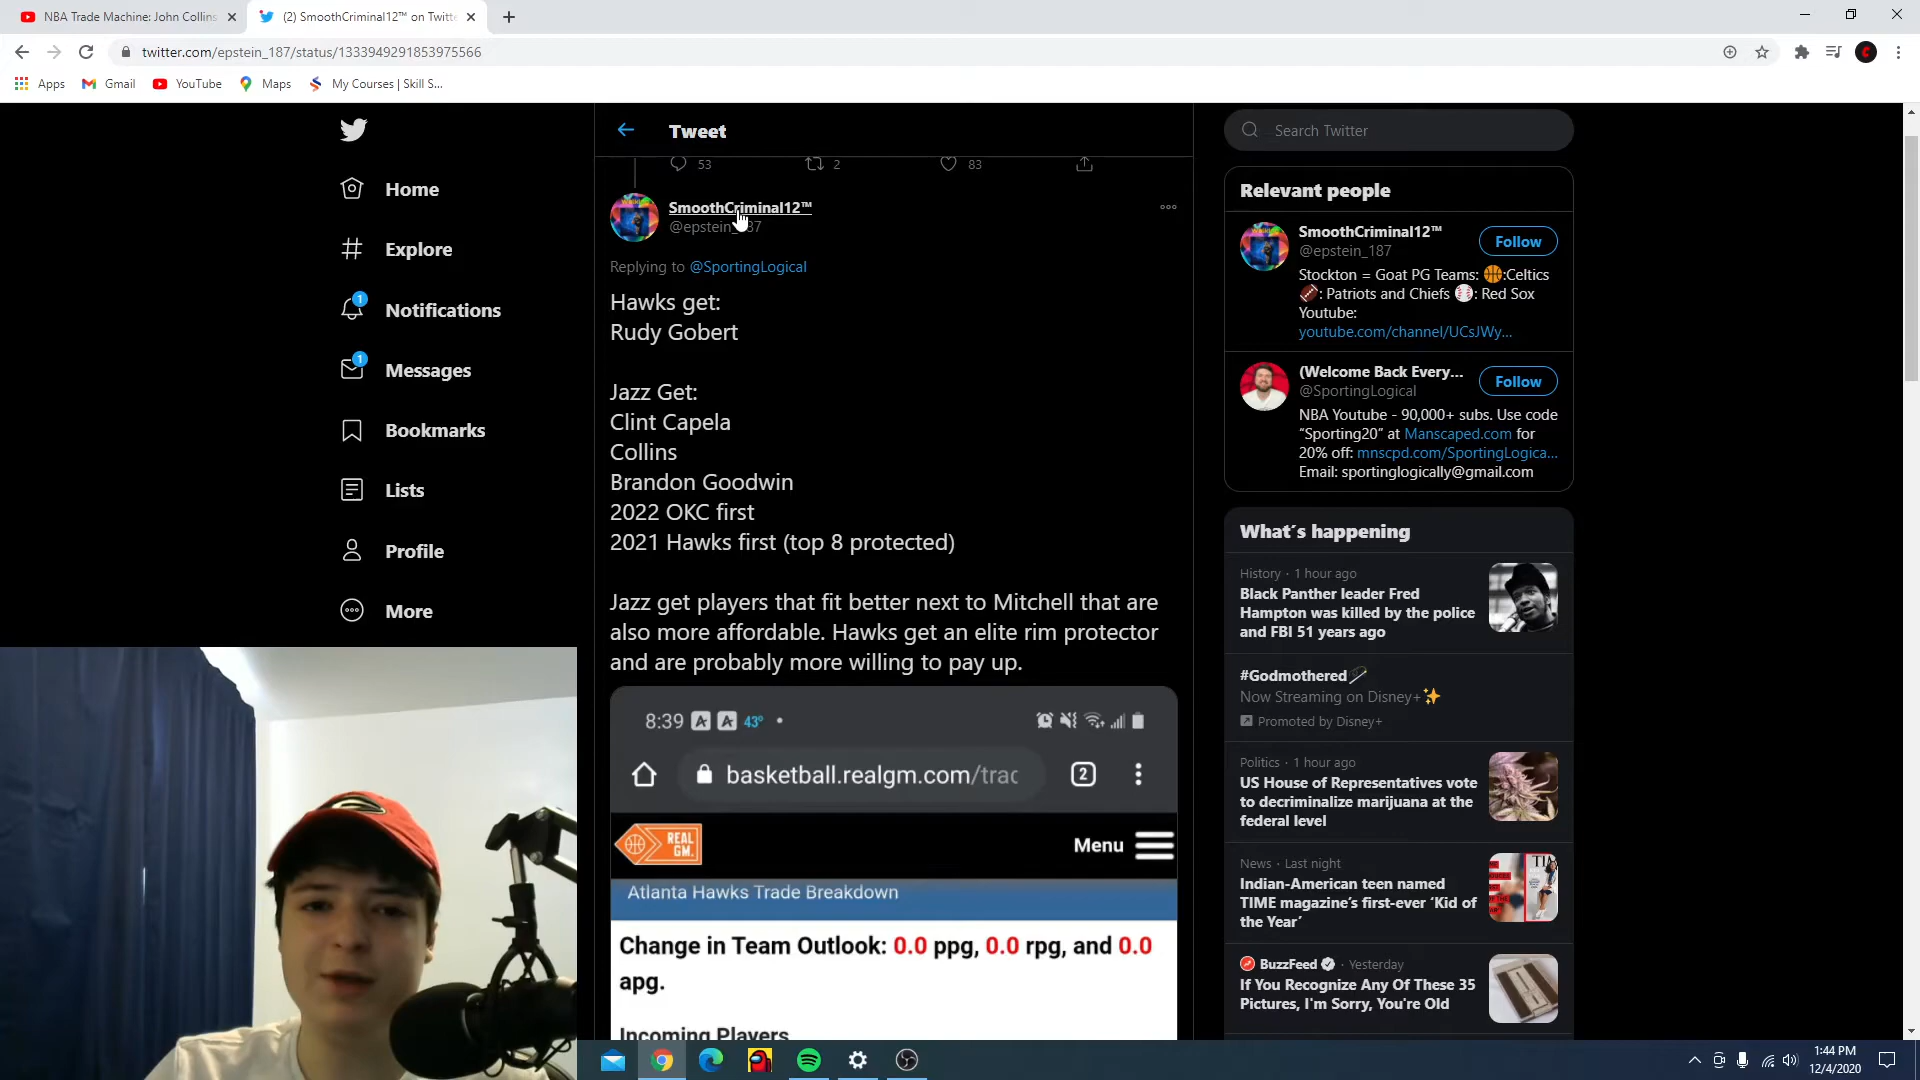 NBA Trade Machine: John Collins
(2) SmoothCriminal12™ on Twitte
twitter.com/epstein_187/status/1333949291853975566
Apps
Gmail
YouTube
Maps
My Courses | Skill S...
Home
Explore
1
Notifications
1
Messages
Bookmarks
Lists
Profile
More
Tweet
53
2
83
SmoothCriminal12™
@epstein_187
Replying to @SportingLogical
Hawks get:
Rudy Gobert
Jazz Get:
Clint Capela
Collins
Brandon Goodwin
2022 OKC first
2021 Hawks first (top 8 protected)
Jazz get players that fit better next to Mitchell that are
also more affordable. Hawks get an elite rim protector
and are probably more willing to pay up.
8:39
43°
basketball.realgm.com/trac
2
REAL
GM.
Menu
Atlanta Hawks Trade Breakdown
Change in Team Outlook: 0.0 ppg, 0.0 rpg, and 0.0
apg.
Incoming Players
Search Twitter
Relevant people
SmoothCriminal12™
@epstein_187
Follow
Stockton = Goat PG Teams: 🏀:Celtics
🏈: Patriots and Chiefs ⚾: Red Sox
Youtube:
youtube.com/channel/UCsJWy...
(Welcome Back Every...
@SportingLogical
Follow
NBA Youtube - 90,000+ subs. Use code
“Sporting20” at Manscaped.com for
20% off: mnscpd.com/SportingLogica...
Email: sportinglogically@gmail.com
What’s happening
History · 1 hour ago
Black Panther leader Fred
Hampton was killed by the police
and FBI 51 years ago
#Godmothered
Now Streaming on Disney+✨
Promoted by Disney+
Politics · 1 hour ago
US House of Representatives vote
to decriminalize marijuana at the
federal level
News · Last night
Indian-American teen named
TIME magazine’s first-ever ‘Kid of
the Year’
BuzzFeed · Yesterday
If You Recognize Any Of These 35
Pictures, I'm Sorry, You're Old
1:44 PM
12/4/2020